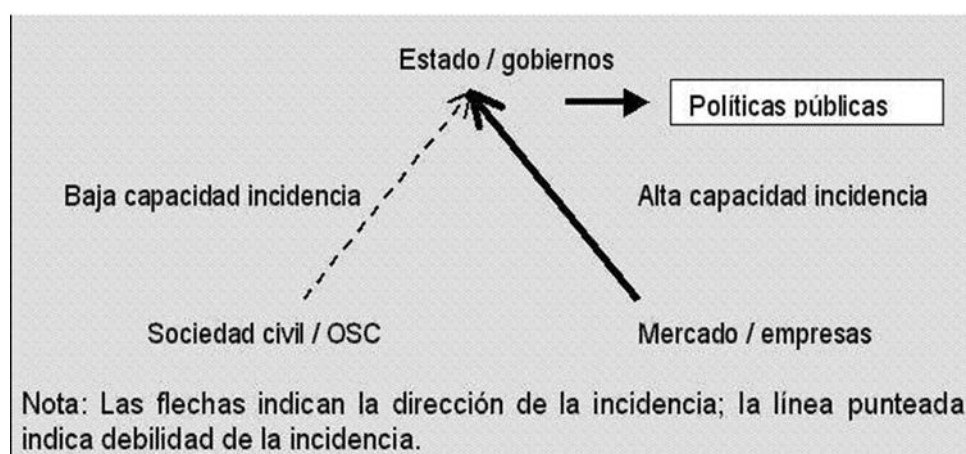 Estado / gobiernos
Políticas públicas
Baja capacidad incidencia
Alta capacidad incidencia
Sociedad civil / OSC
Mercado / empresas
Nota: Las flechas indican la dirección de la incidencia; la línea punteada
indica debilidad de la incidencia.